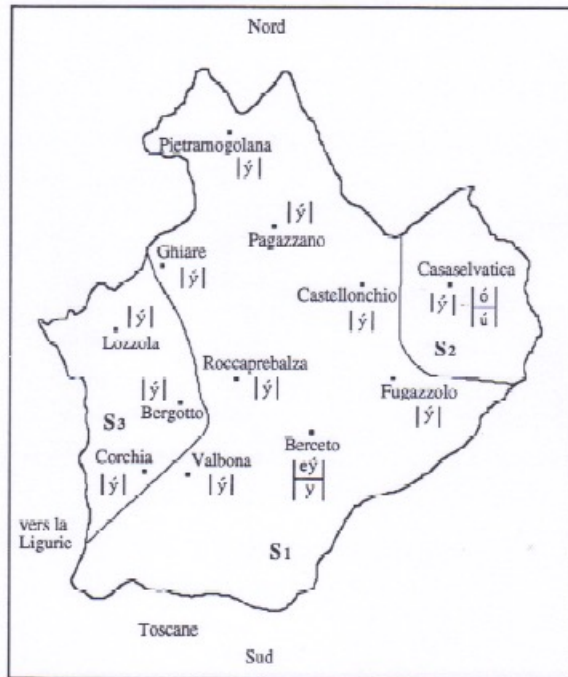 Nord
Pietramogolana
|ý|
|ý|
Pagazzano
Ghiare
|ý|
Castellonchio
|ý|
Casaselvatica
|ý| - |ó|
|ú|
S2
|ý|
Lozzola
Roccaprebalza
|ý|
Fugazzolo
|ý|
|ý|
Bergotto
S3
Berceto
|eý|
|y|
Corchia
|ý|
Valbona
|ý|
vers la
Ligurie
S1
Toscane
Sud